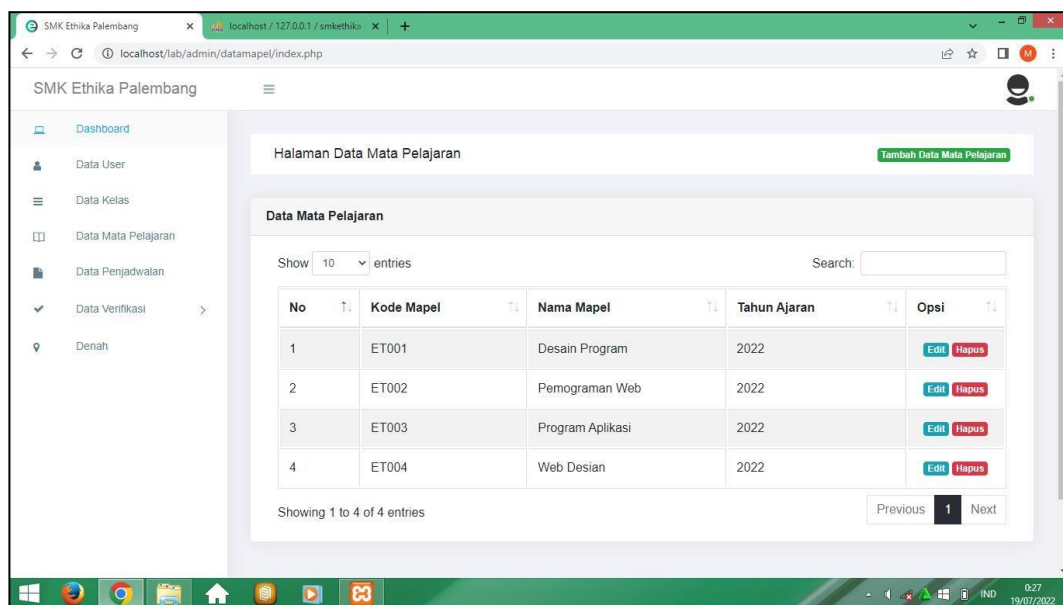 SMK Ethika Palembang
localhost / 127.0.0.1 / smkethika
localhost/lab/admin/datamapel/index.php
M
SMK Ethika Palembang
Dashboard
Data User
Data Kelas
Data Mata Pelajaran
Data Penjadwalan
Data Verifikasi
Denah
Halaman Data Mata Pelajaran
Tambah Data Mata Pelajaran
Data Mata Pelajaran
Show 10 entries
Search:
No Kode Mapel Nama Mapel Tahun Ajaran Opsi
1 ET001 Desain Program 2022 Edit Hapus
2 ET002 Pemograman Web 2022 Edit Hapus
3 ET003 Program Aplikasi 2022 Edit Hapus
4 ET004 Web Desian 2022 Edit Hapus
Showing 1 to 4 of 4 entries
Previous 1 Next
IND
0:27
19/07/2022